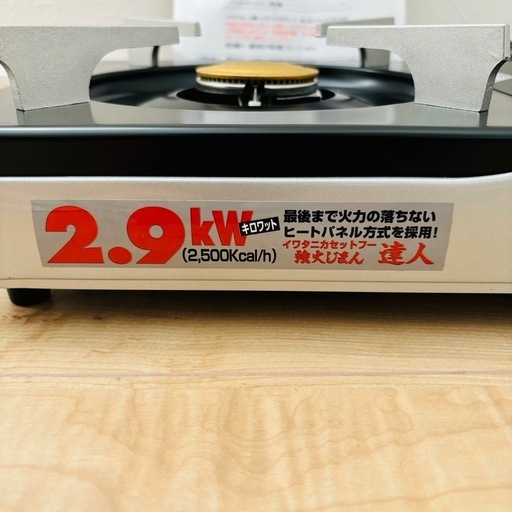 2.9kW キロワット
(2,500Kcal/h)
最後まで火力の落ちない
ヒートパネル方式を採用!
イワタニカセットフー
強火じまん 達人